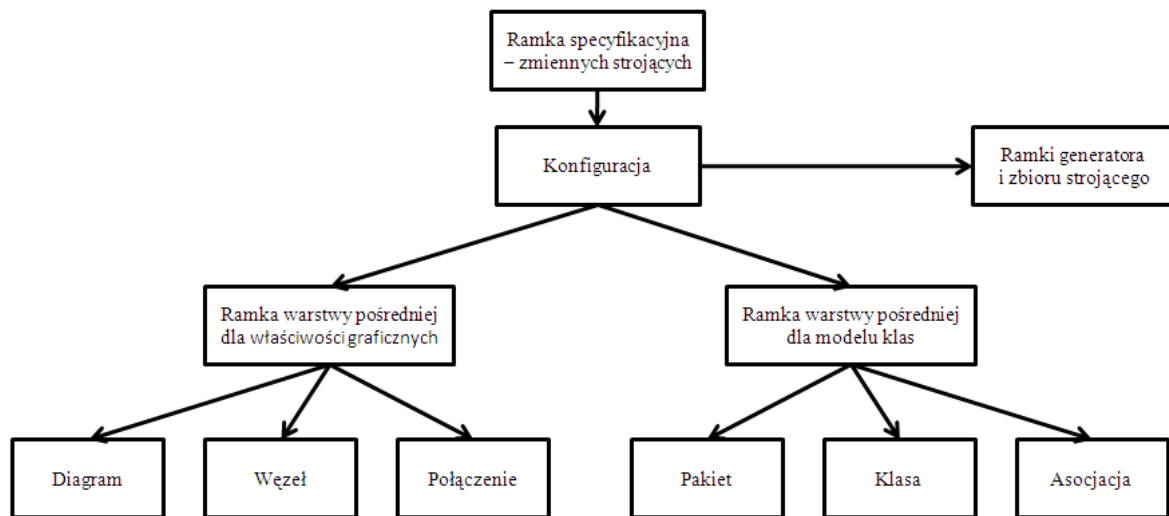 Ramka specyfikacyjna
– zmiennych strojących
Konfiguracja
Ramki generatora
i zbioru strojącego
Ramka warstwy pośredniej
dla właściwości graficznych
Ramka warstwy pośredniej
dla modelu klas
Diagram
Węzeł
Połączenie
Pakiet
Klasa
Asocjacja